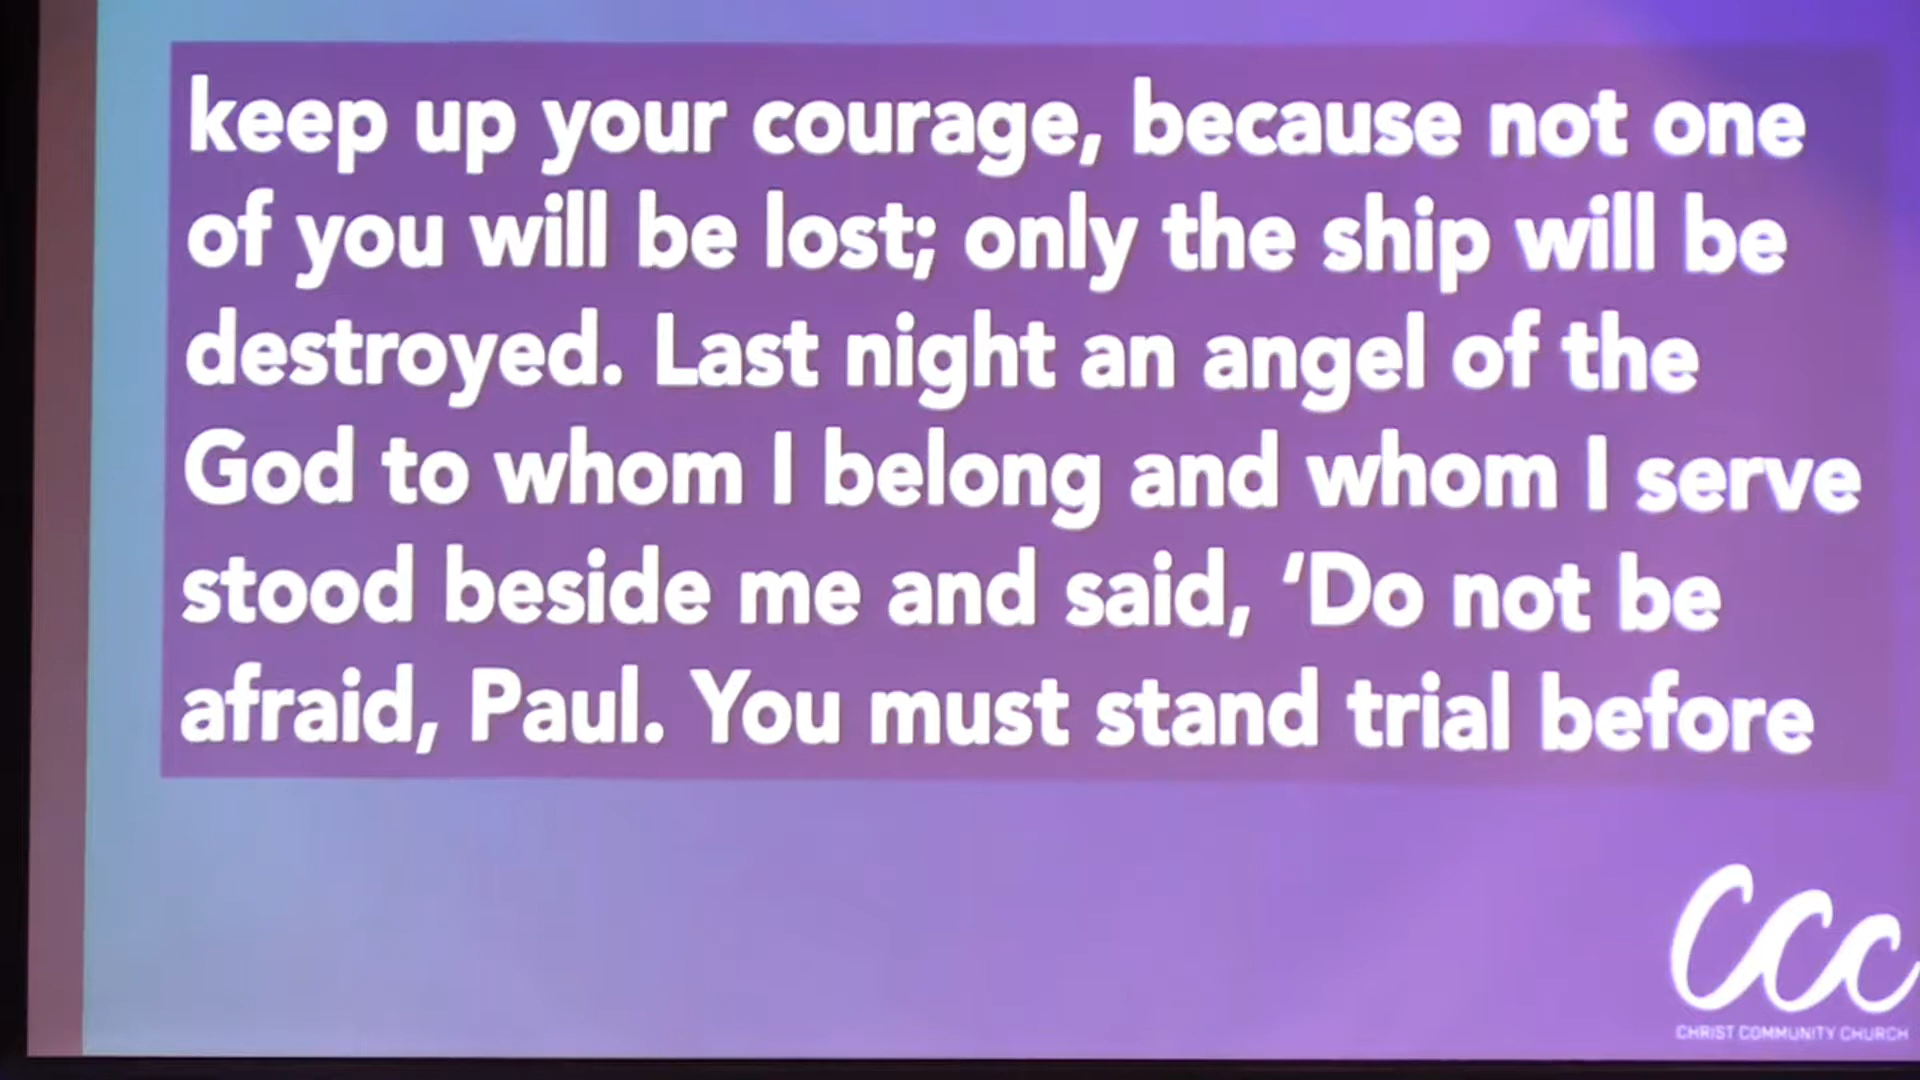 keep up your courage, because not one
of you will be lost; only the ship will be
destroyed. Last night an angel of the
God to whom I belong and whom I serve
stood beside me and said, ‘Do not be
afraid, Paul. You must stand trial before
ccc
CHRIST COMMUNITY CHURCH